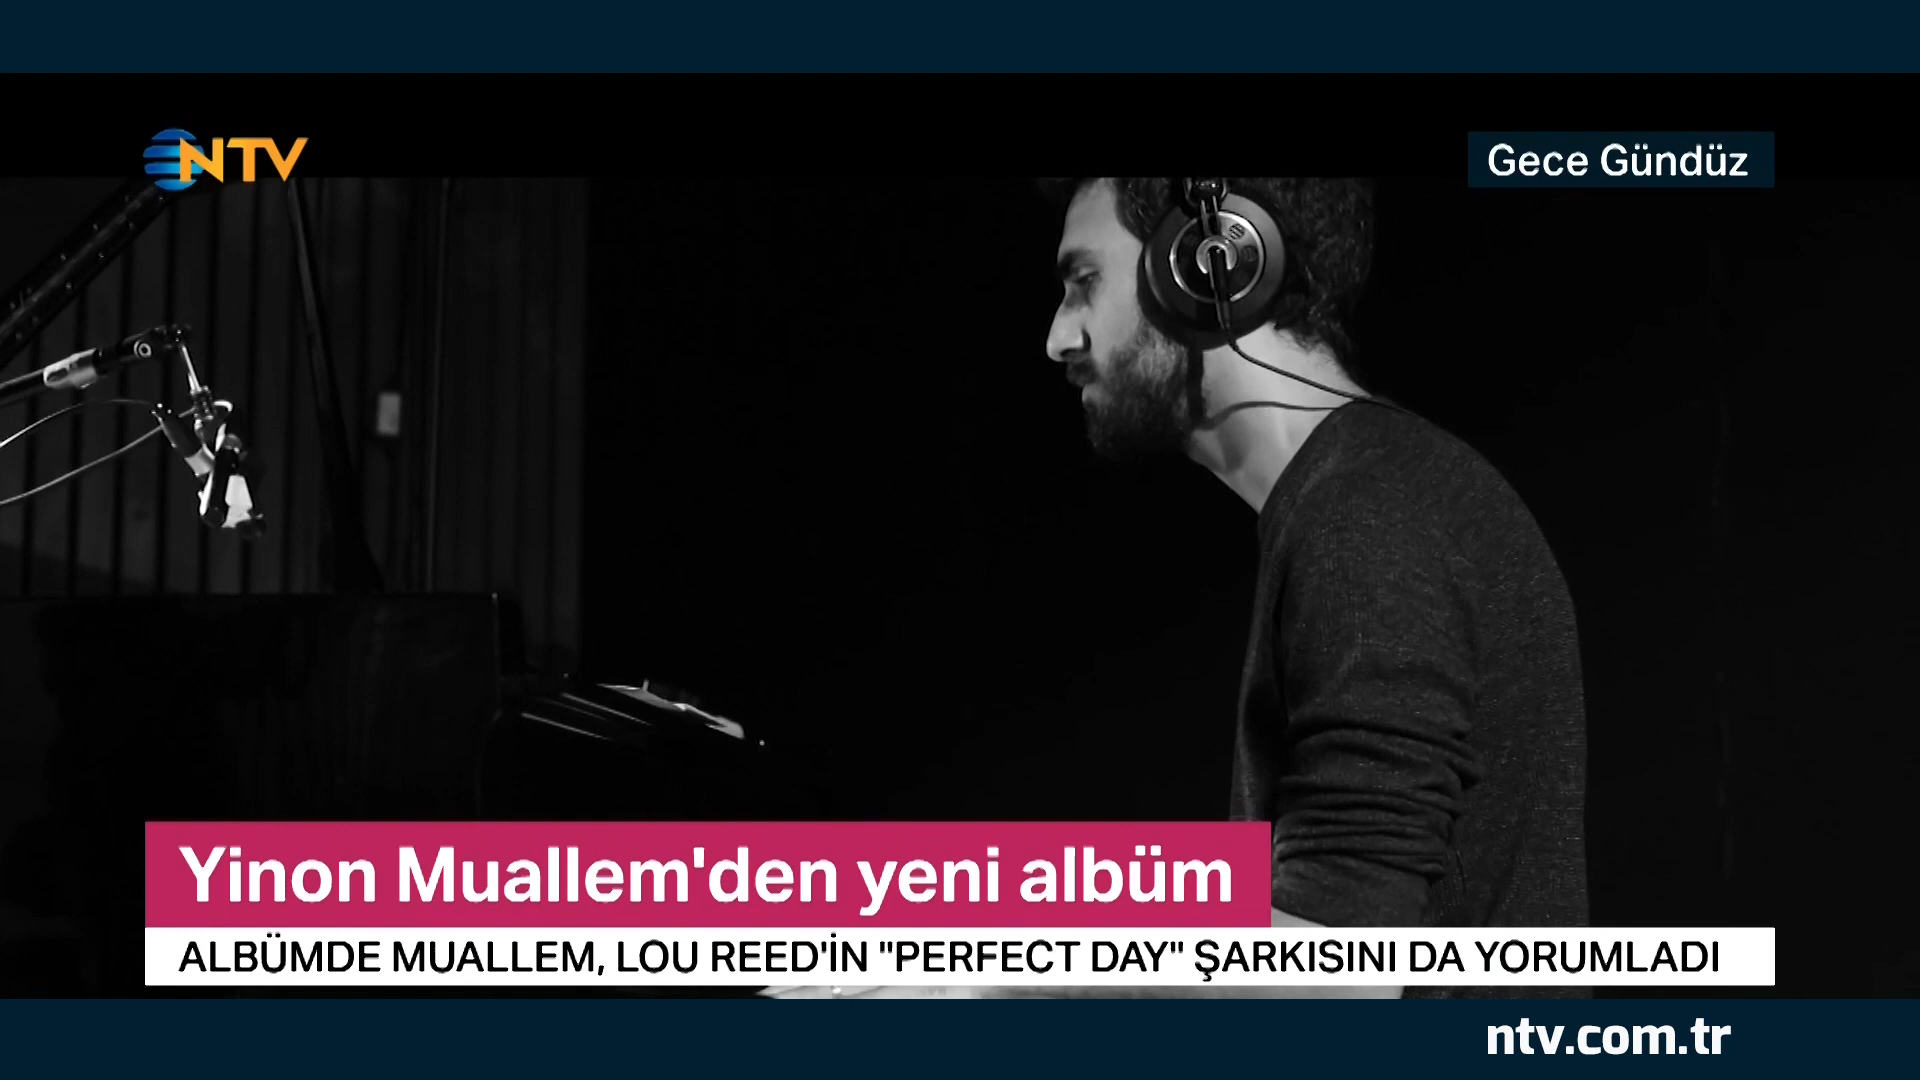 NTV
Gece Gündüz
Yinon Muallem'den yeni albüm
ALBÜMDE MUALLEM, LOU REED'İN "PERFECT DAY" ŞARKISINI DA YORUMLADI
ntv.com.tr